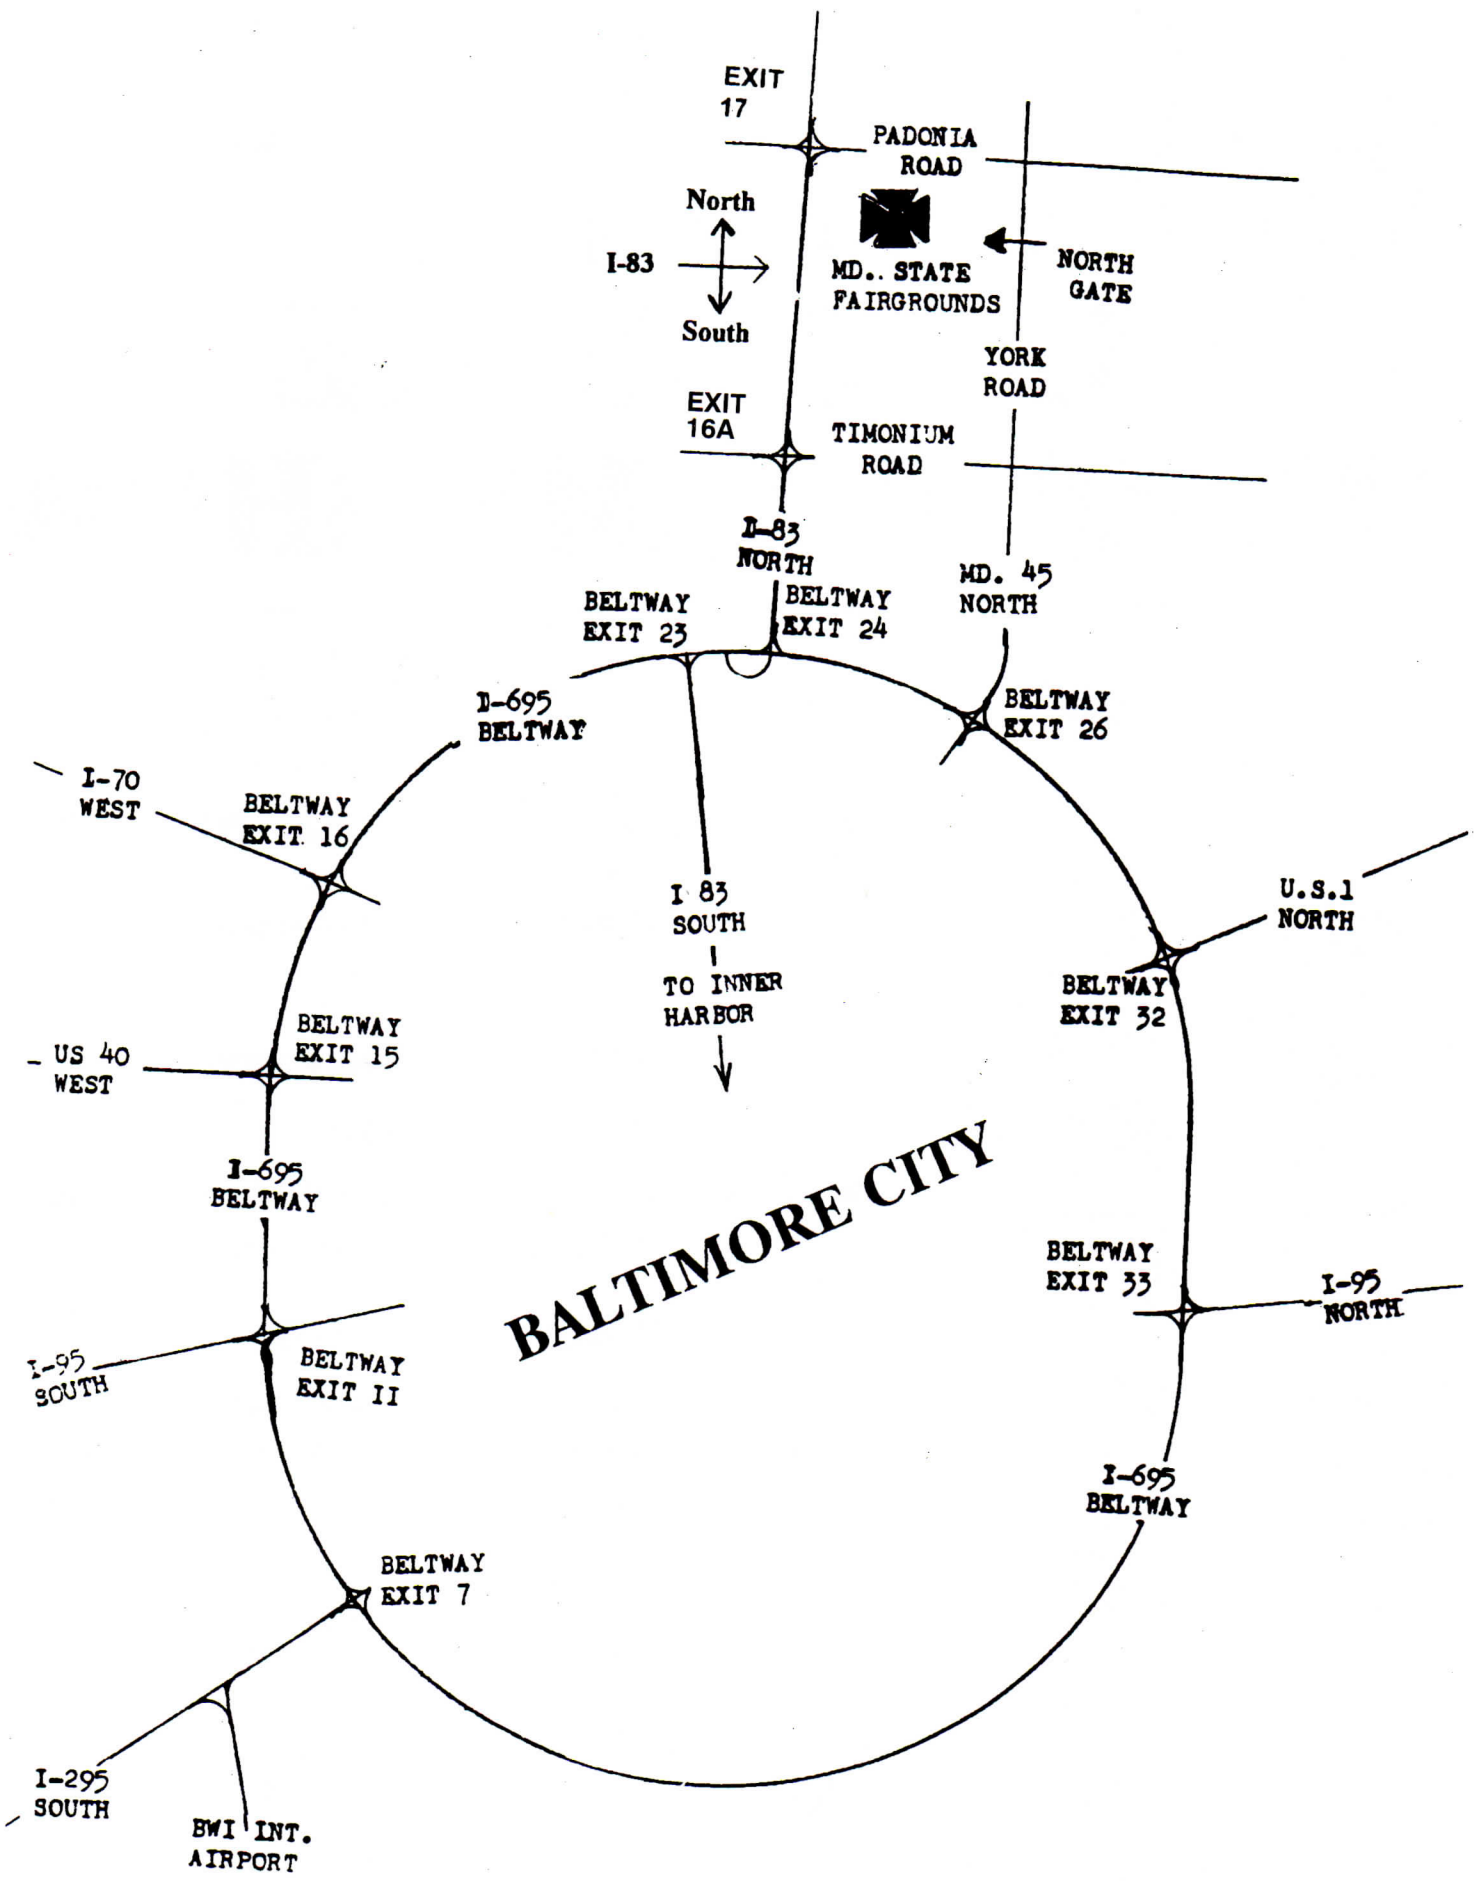 EXIT
17
PADONIA
ROAD
North
I-83
South
MD.. STATE
FAIRGROUNDS
NORTH
GATE
YORK
ROAD
EXIT
16A
TIMONIUM
ROAD
I-83
NORTH
MD. 45
NORTH
BELTWAY
EXIT 23
BELTWAY
EXIT 24
I-695
BELTWAY
BELTWAY
EXIT 26
I-70
WEST
BELTWAY
EXIT 16
I 83
SOUTH
TO INNER
HARBOR
U.S.1
NORTH
BELTWAY
EXIT 32
US 40
WEST
BELTWAY
EXIT 15
I-695
BELTWAY
BALTIMORE CITY
BELTWAY
EXIT 33
I-95
NORTH
I-95
SOUTH
BELTWAY
EXIT II
I-695
BELTWAY
BELTWAY
EXIT 7
I-295
SOUTH
BWI INT.
AIRPORT